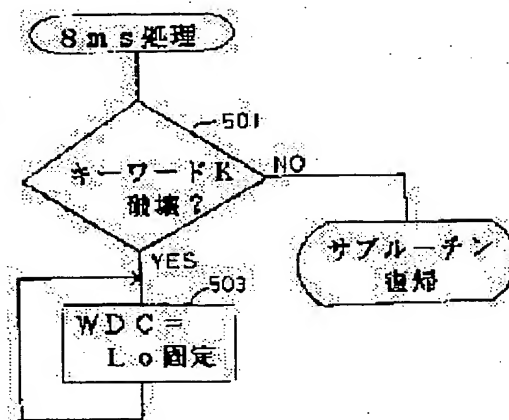 8ms処理
501
キーワードK
破壊?
NO
YES
サブルーチン
復帰
503
WDC=
Lo固定